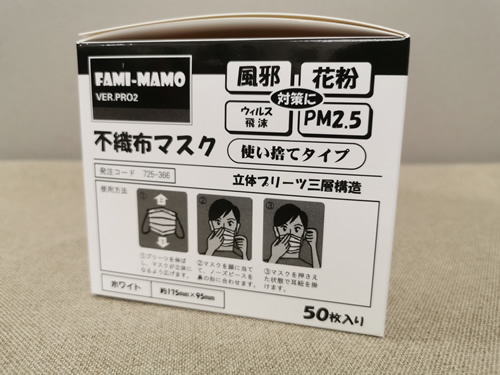 FAMI-MAMO
VER.PRO2
風邪
花粉
対策に
ウィルス
飛沫
PM2.5
不織布マスク
使い捨てタイプ
発注コード 725-366
立体プリーツ三層構造
使用方法
①
②
③
①プリーツを伸ば
し、マスクが立体に
なるよう広げます。
②マスクを顔に当て
て、ノーズピースを
鼻の形に合わせます。
③マスクを押さえ
た状態で耳紐を掛
けます。
ホワイト
約175mm×95mm
50枚入り